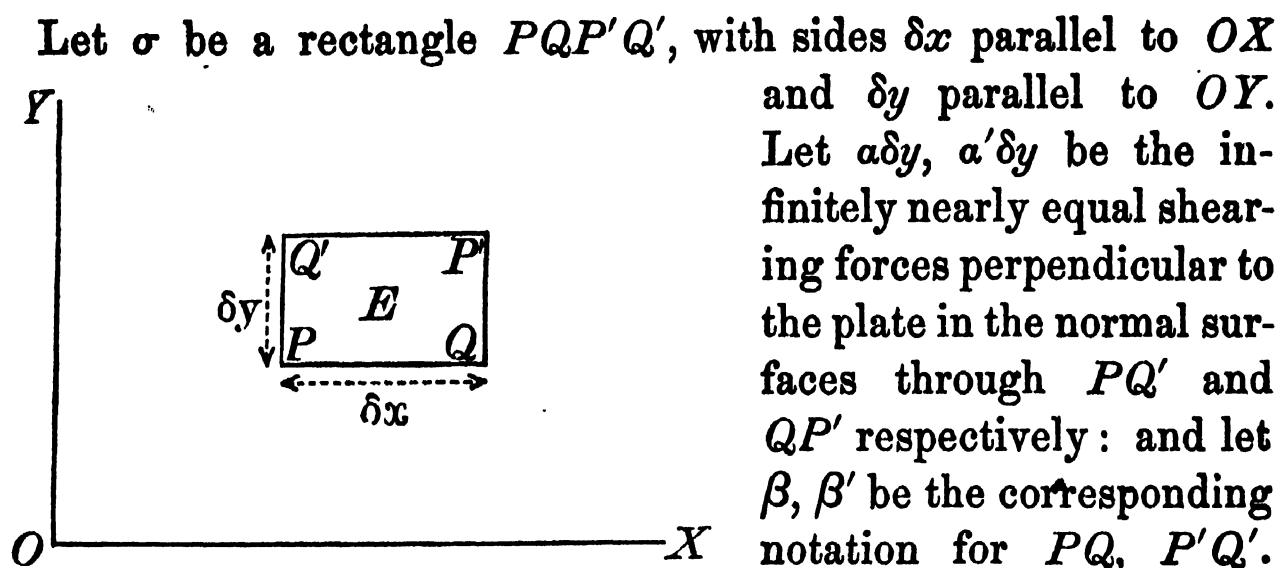 Let σ be a rectangle PQP′Q′, with sides δx parallel to OX
and δy parallel to OY.
Let αδy, α′δy be the in-
finitely nearly equal shear-
ing forces perpendicular to
the plate in the normal sur-
faces through PQ′ and
QP′ respectively: and let
β, β′ be the corresponding
notation for PQ, P′Q′.
Y
Q′ P′
δy E
P Q
δx
O X